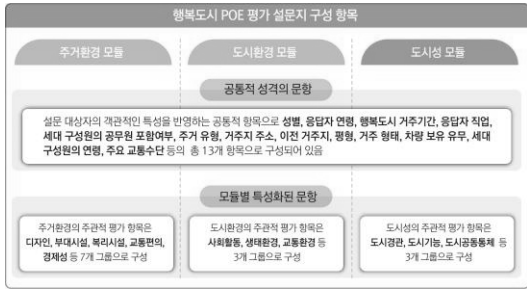 행복도시 POE 평가 설문지 구성 항목
주거환경 모듈
도시환경 모듈
도시성 모듈
공통적 성격의 문항
설문 대상자의 객관적인 특성을 반영하는 공통적 항목으로 성별, 응답자 연령, 행복도시 거주기간, 응답자 직업,
세대 구성원의 공무원 포함여부, 주거 유형, 거주지 주소, 이전 거주지, 평형, 거주 형태, 차량 보유 유무, 세대
구성원의 연령, 주요 교통수단 등의 총 13개 항목으로 구성되어 있음
모듈별 특성화된 문항
주거환경의 주관적 평가 항목은
디자인, 부대시설, 복리시설, 교통편의,
경제성 등 7개 그룹으로 구성
도시환경의 주관적 평가 항목은
사회활동, 생태환경, 교통환경 등
3개 그룹으로 구성
도시성의 주관적 평가 항목은
도시경관, 도시기능, 도시공동통체 등
3개 그룹으로 구성